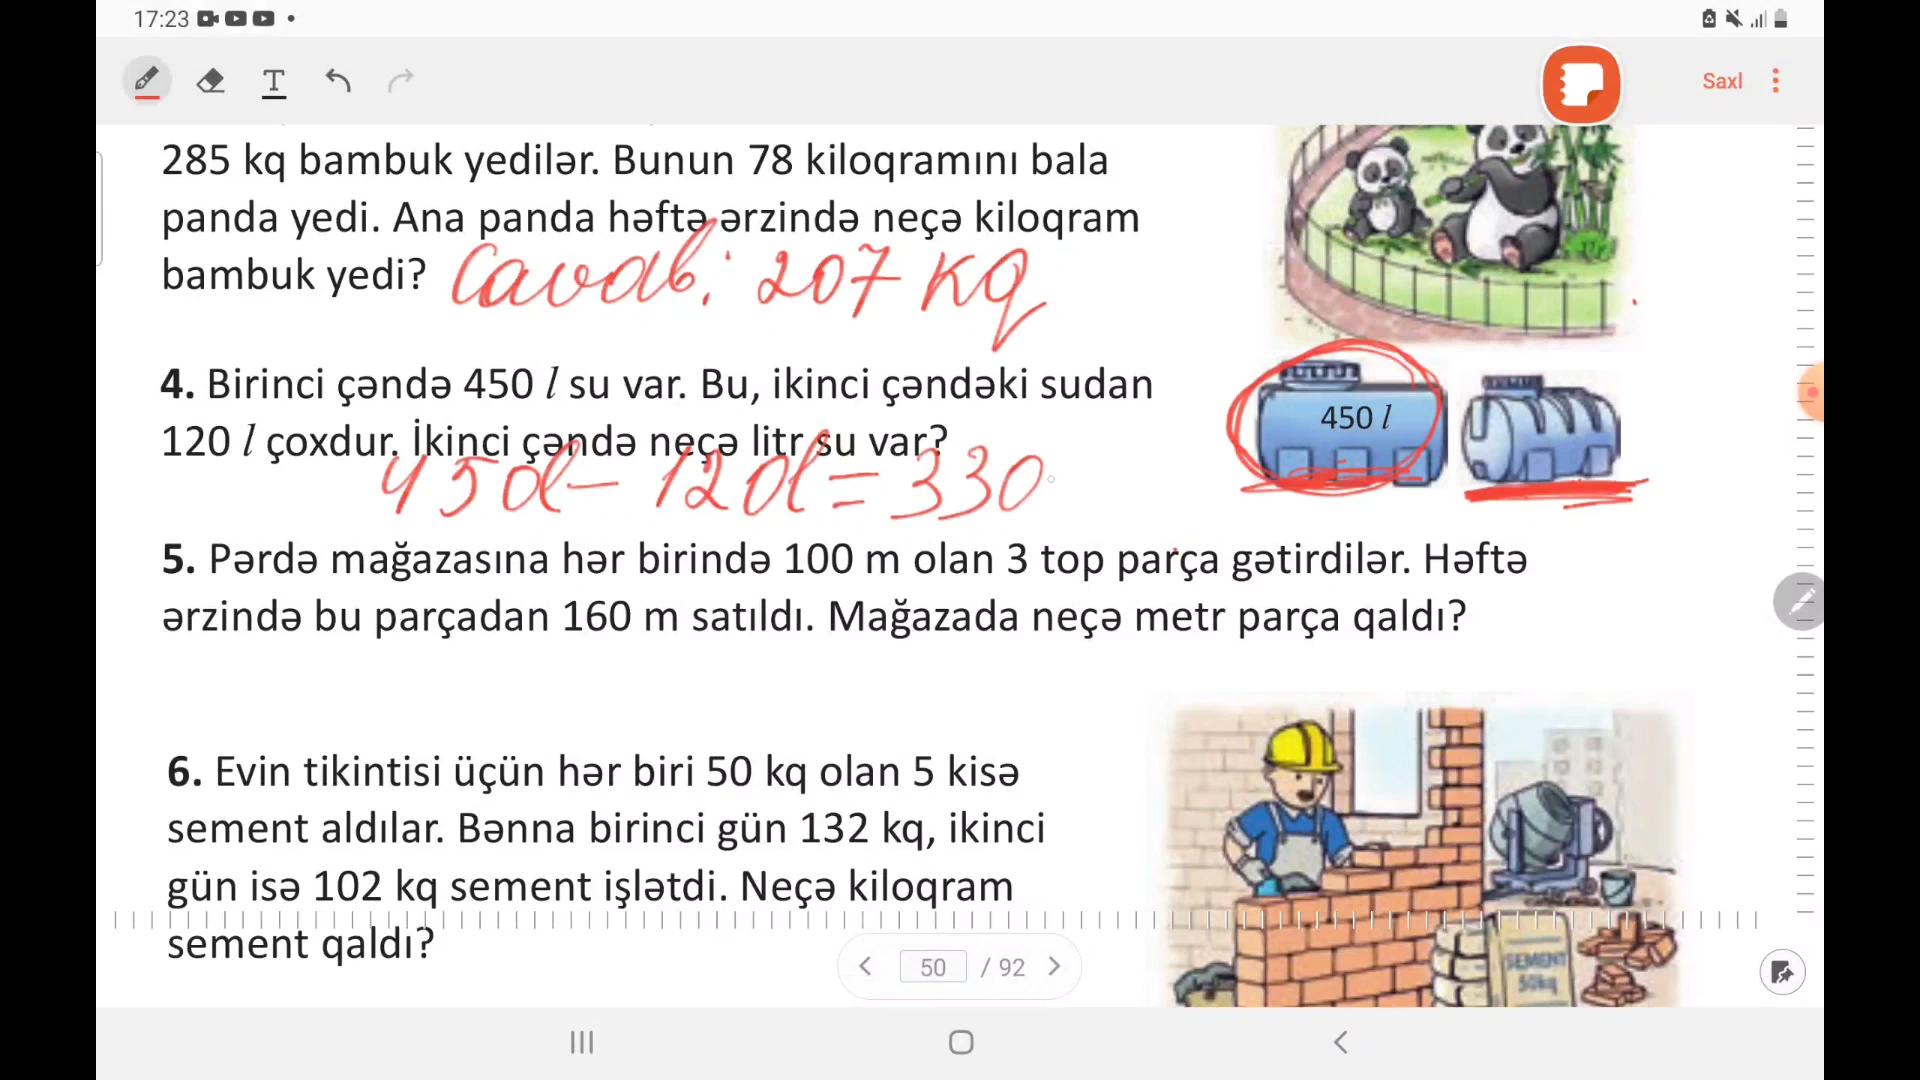 17:23
Saxl
285 kq bambuk yedilər. Bunun 78 kiloqramını bala
panda yedi. Ana panda həftə ərzində neçə kiloqram
bambuk yedi?
Cavab: 207 kq
4. Birinci çəndə 450 l su var. Bu, ikinci çəndəki sudan
120 l çoxdur. İkinci çəndə neçə litr su var?
450 l
450l - 120l = 330
5. Pərdə mağazasına hər birində 100 m olan 3 top parça gətirdilər. Həftə
ərzində bu parçadan 160 m satıldı. Mağazada neçə metr parça qaldı?
6. Evin tikintisi üçün hər biri 50 kq olan 5 kisə
sement aldılar. Bənna birinci gün 132 kq, ikinci
gün isə 102 kq sement işlətdi. Neçə kiloqram
sement qaldı?
SEMENT
50kq
50 / 92